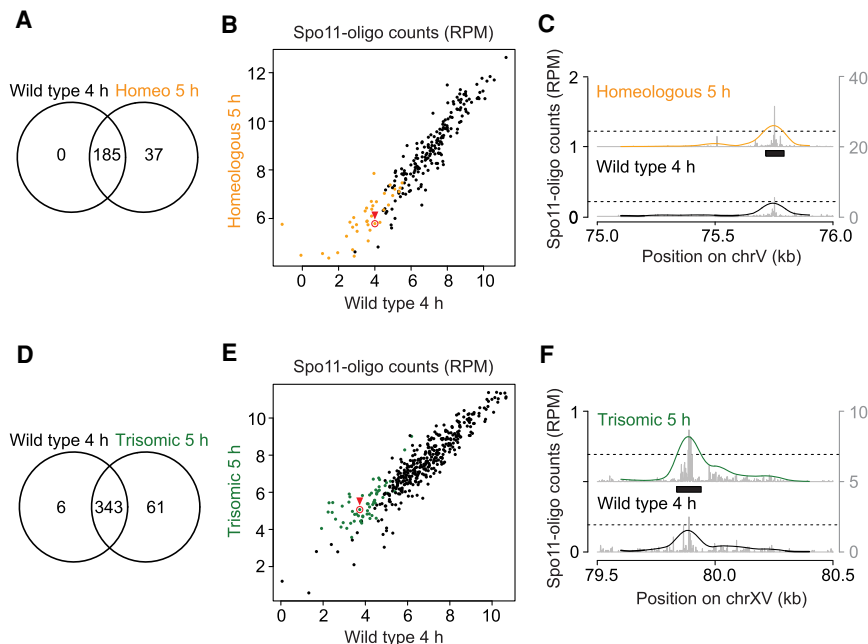 A
Wild type 4 h Homeo 5 h
0 185 37
B
Spo11-oligo counts (RPM)
Homeologous 5 h
12
10
8
6
0 2 4 6 8 10
Wild type 4 h
C
Spo11-oligo counts (RPM)
2
1
0
Homeologous 5 h
Wild type 4 h
40
20
0
75.0 75.5 76.0
Position on chrV (kb)
D
Wild type 4 h Trisomic 5 h
6 343 61
E
Spo11-oligo counts (RPM)
Trisomic 5 h
10
8
6
4
2
0 2 4 6 8 10
Wild type 4 h
F
Spo11-oligo counts (RPM)
1
0
Trisomic 5 h
Wild type 4 h
10
5
0
79.5 80.0 80.5
Position on chrXV (kb)